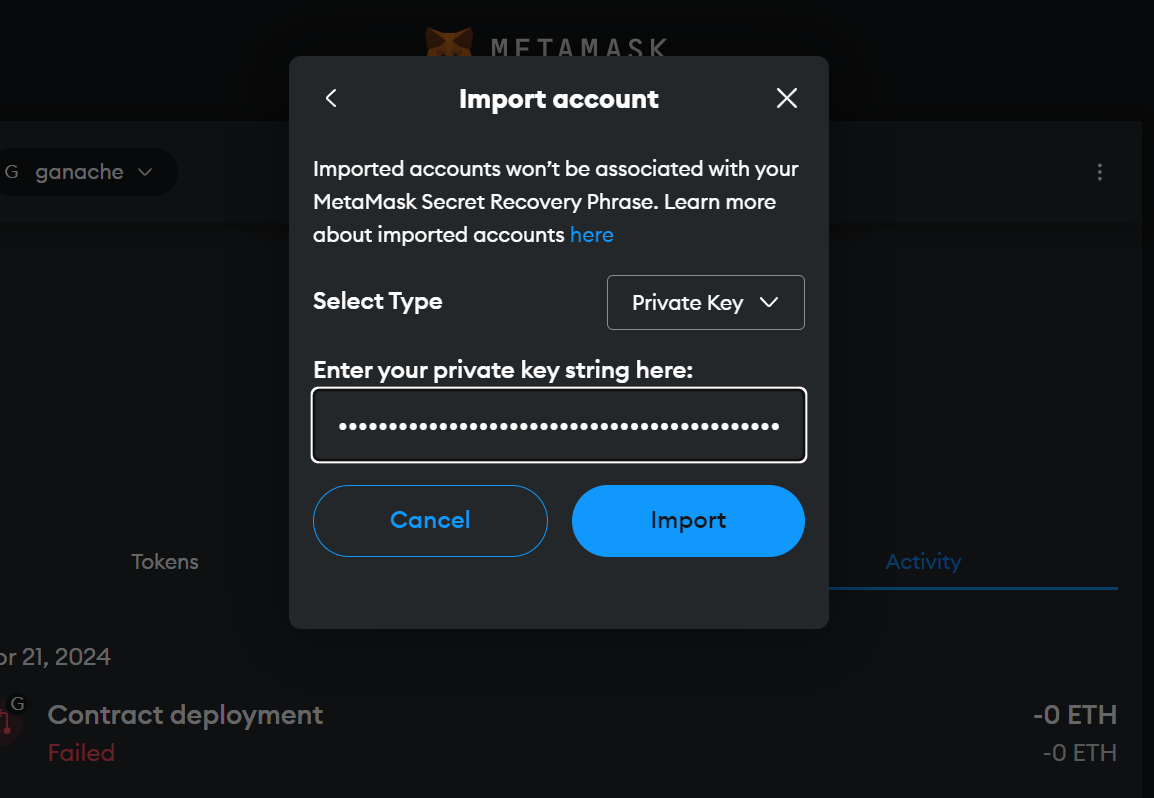 METAMASK
Import account
G ganache
Imported accounts won’t be associated with your
MetaMask Secret Recovery Phrase. Learn more
about imported accounts here
Select Type
Private Key
Enter your private key string here:
Cancel
Import
Tokens
Activity
21, 2024
G
Contract deployment
-0 ETH
Failed
-0 ETH